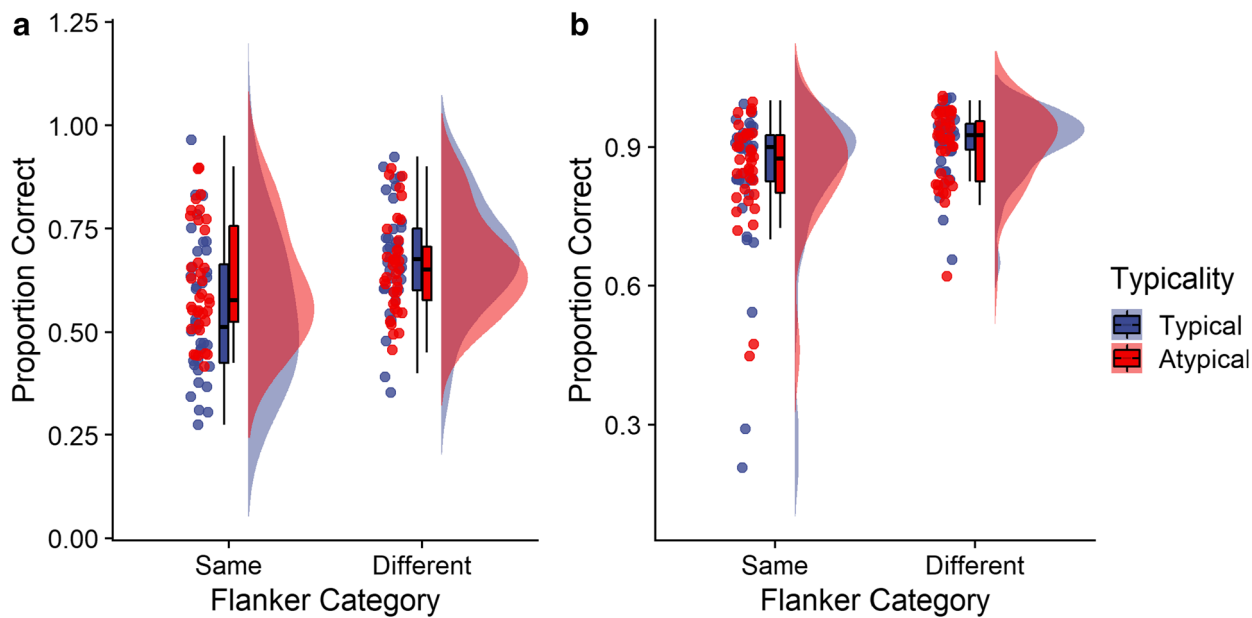 a
1.25
1.00
0.75
0.50
0.25
0.00
Proportion Correct
Same
Different
Flanker Category
b
0.9
0.6
0.3
Proportion Correct
Same
Different
Flanker Category
Typicality
Typical
Atypical